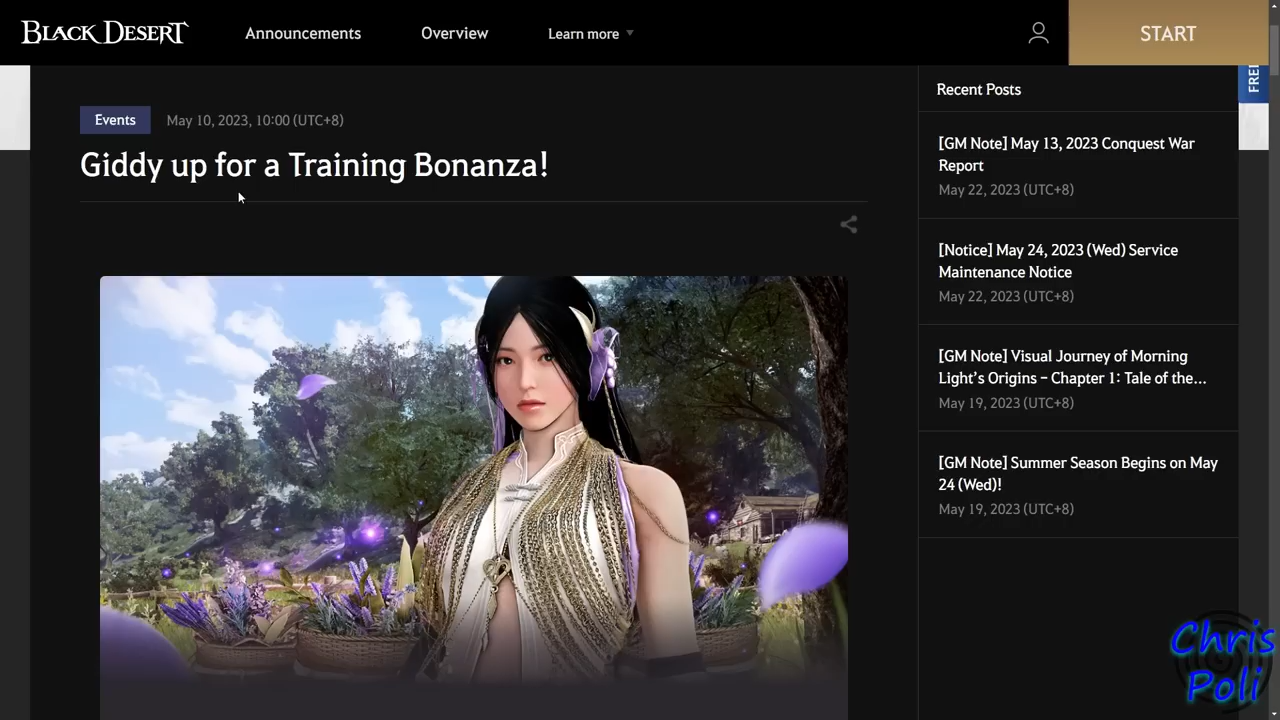 BLACK DESERT
Announcements
Overview
Learn more
START
FREE
Events
May 10, 2023, 10:00 (UTC+8)
Giddy up for a Training Bonanza!
Recent Posts
[GM Note] May 13, 2023 Conquest War
Report
May 22, 2023 (UTC+8)
[Notice] May 24, 2023 (Wed) Service
Maintenance Notice
May 22, 2023 (UTC+8)
[GM Note] Visual Journey of Morning
Light's Origins – Chapter 1: Tale of the...
May 19, 2023 (UTC+8)
[GM Note] Summer Season Begins on May
24 (Wed)!
May 19, 2023 (UTC+8)
Chris
Poli